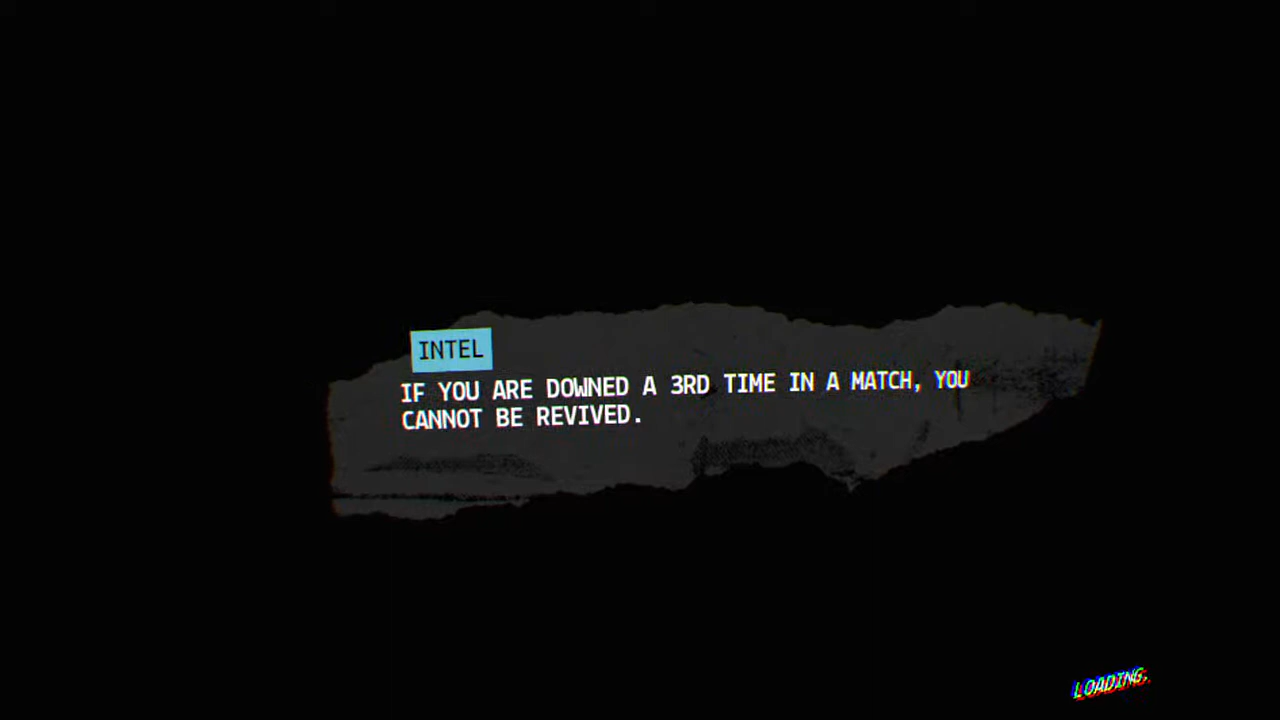 INTEL
IF YOU ARE DOWNED A 3RD TIME IN A MATCH, YOU
CANNOT BE REVIVED.
LOADING.